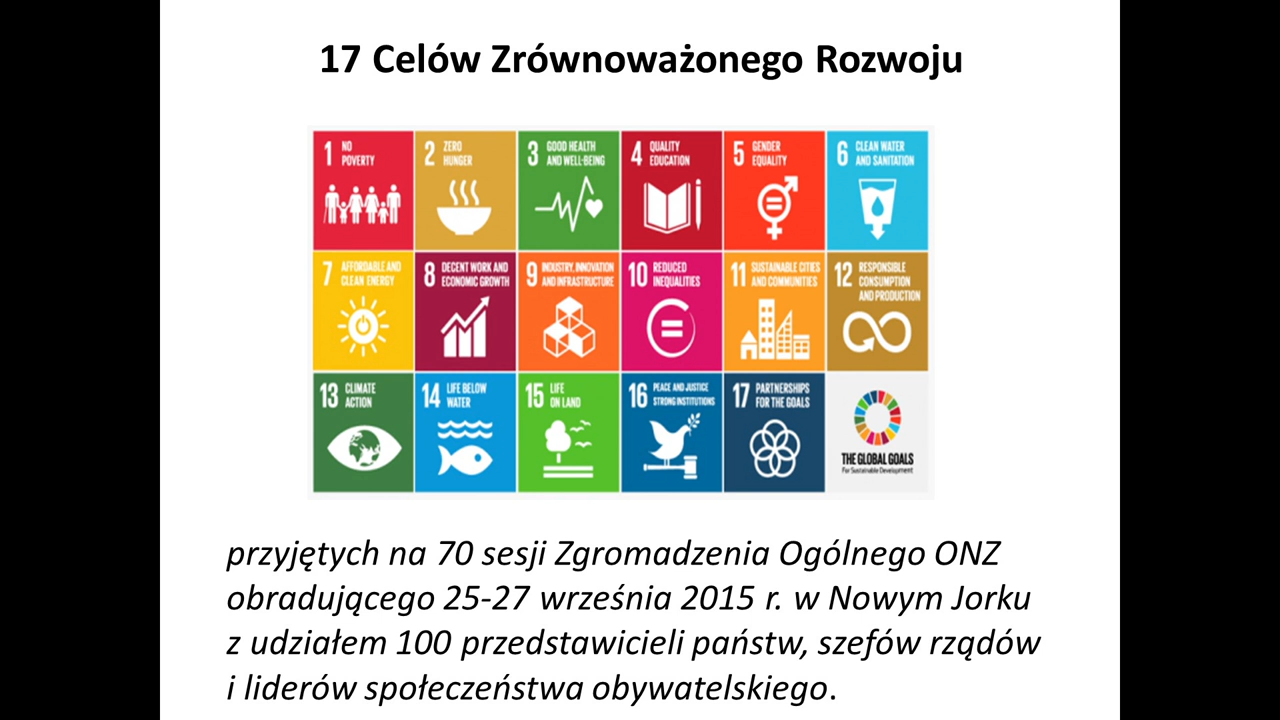 17 Celów Zrównoważonego Rozwoju
1 NO POVERTY
2 ZERO HUNGER
3 GOOD HEALTH AND WELL-BEING
4 QUALITY EDUCATION
5 GENDER EQUALITY
6 CLEAN WATER AND SANITATION
7 AFFORDABLE AND CLEAN ENERGY
8 DECENT WORK AND ECONOMIC GROWTH
9 INDUSTRY, INNOVATION AND INFRASTRUCTURE
10 REDUCED INEQUALITIES
11 SUSTAINABLE CITIES AND COMMUNITIES
12 RESPONSIBLE CONSUMPTION AND PRODUCTION
13 CLIMATE ACTION
14 LIFE BELOW WATER
15 LIFE ON LAND
16 PEACE AND JUSTICE STRONG INSTITUTIONS
17 PARTNERSHIPS FOR THE GOALS
THE GLOBAL GOALS
For Sustainable Development
przyjętych na 70 sesji Zgromadzenia Ogólnego ONZ
obradującego 25-27 września 2015 r. w Nowym Jorku
z udziałem 100 przedstawicieli państw, szefów rządów
i liderów społeczeństwa obywatelskiego.